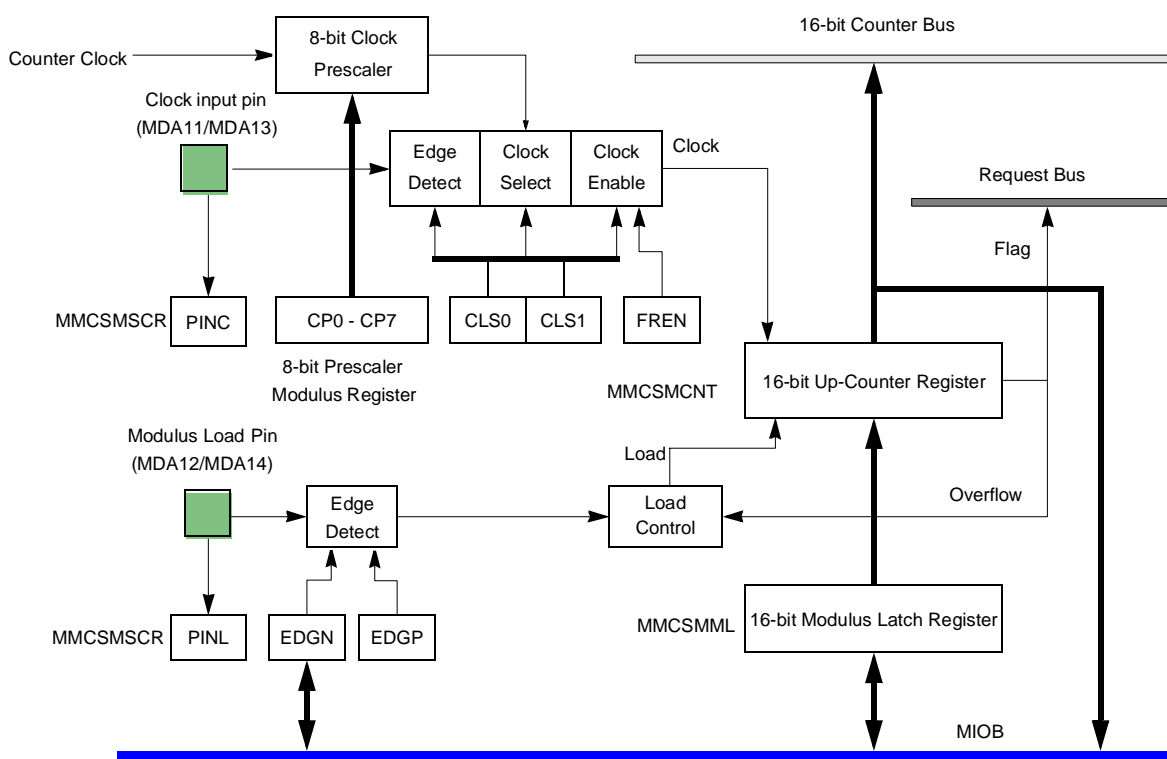 16-bit Counter Bus
8-bit Clock
Prescaler
Counter Clock
Clock input pin
(MDA11/MDA13)
Edge
Detect
Clock
Select
Clock
Enable
Clock
Request Bus
Flag
MMCSMSCR
PINC
CP0 - CP7
CLS0
CLS1
FREN
8-bit Prescaler
Modulus Register
MMCSMCNT
16-bit Up-Counter Register
Modulus Load Pin
(MDA12/MDA14)
Load
Edge
Detect
Load
Control
Overflow
MMCSMSCR
PINL
EDGN
EDGP
MMCSMML
16-bit Modulus Latch Register
MIOB